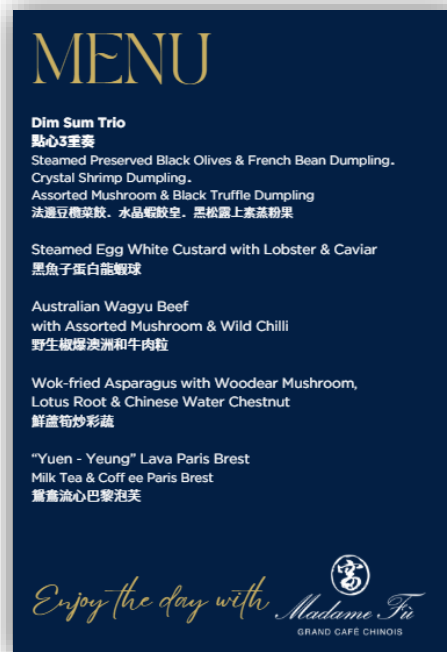 MENU
Dim Sum Trio
點心3重奏
Steamed Preserved Black Olives & French Bean Dumpling.
Crystal Shrimp Dumpling.
Assorted Mushroom & Black Truffle Dumpling
法邊豆欖菜餃．水晶蝦餃皇．黑松露上素蒸粉果
Steamed Egg White Custard with Lobster & Caviar
黑魚子蛋白龍蝦球
Australian Wagyu Beef
with Assorted Mushroom & Wild Chilli
野生椒爆澳洲和牛肉粒
Wok-fried Asparagus with Woodear Mushroom,
Lotus Root & Chinese Water Chestnut
鮮蘆筍炒彩蔬
“Yuen - Yeung” Lava Paris Brest
Milk Tea & Coff ee Paris Brest
鴛鴦流心巴黎泡芙
Enjoy the day with
富
Madame Fù
GRAND CAFÉ CHINOIS